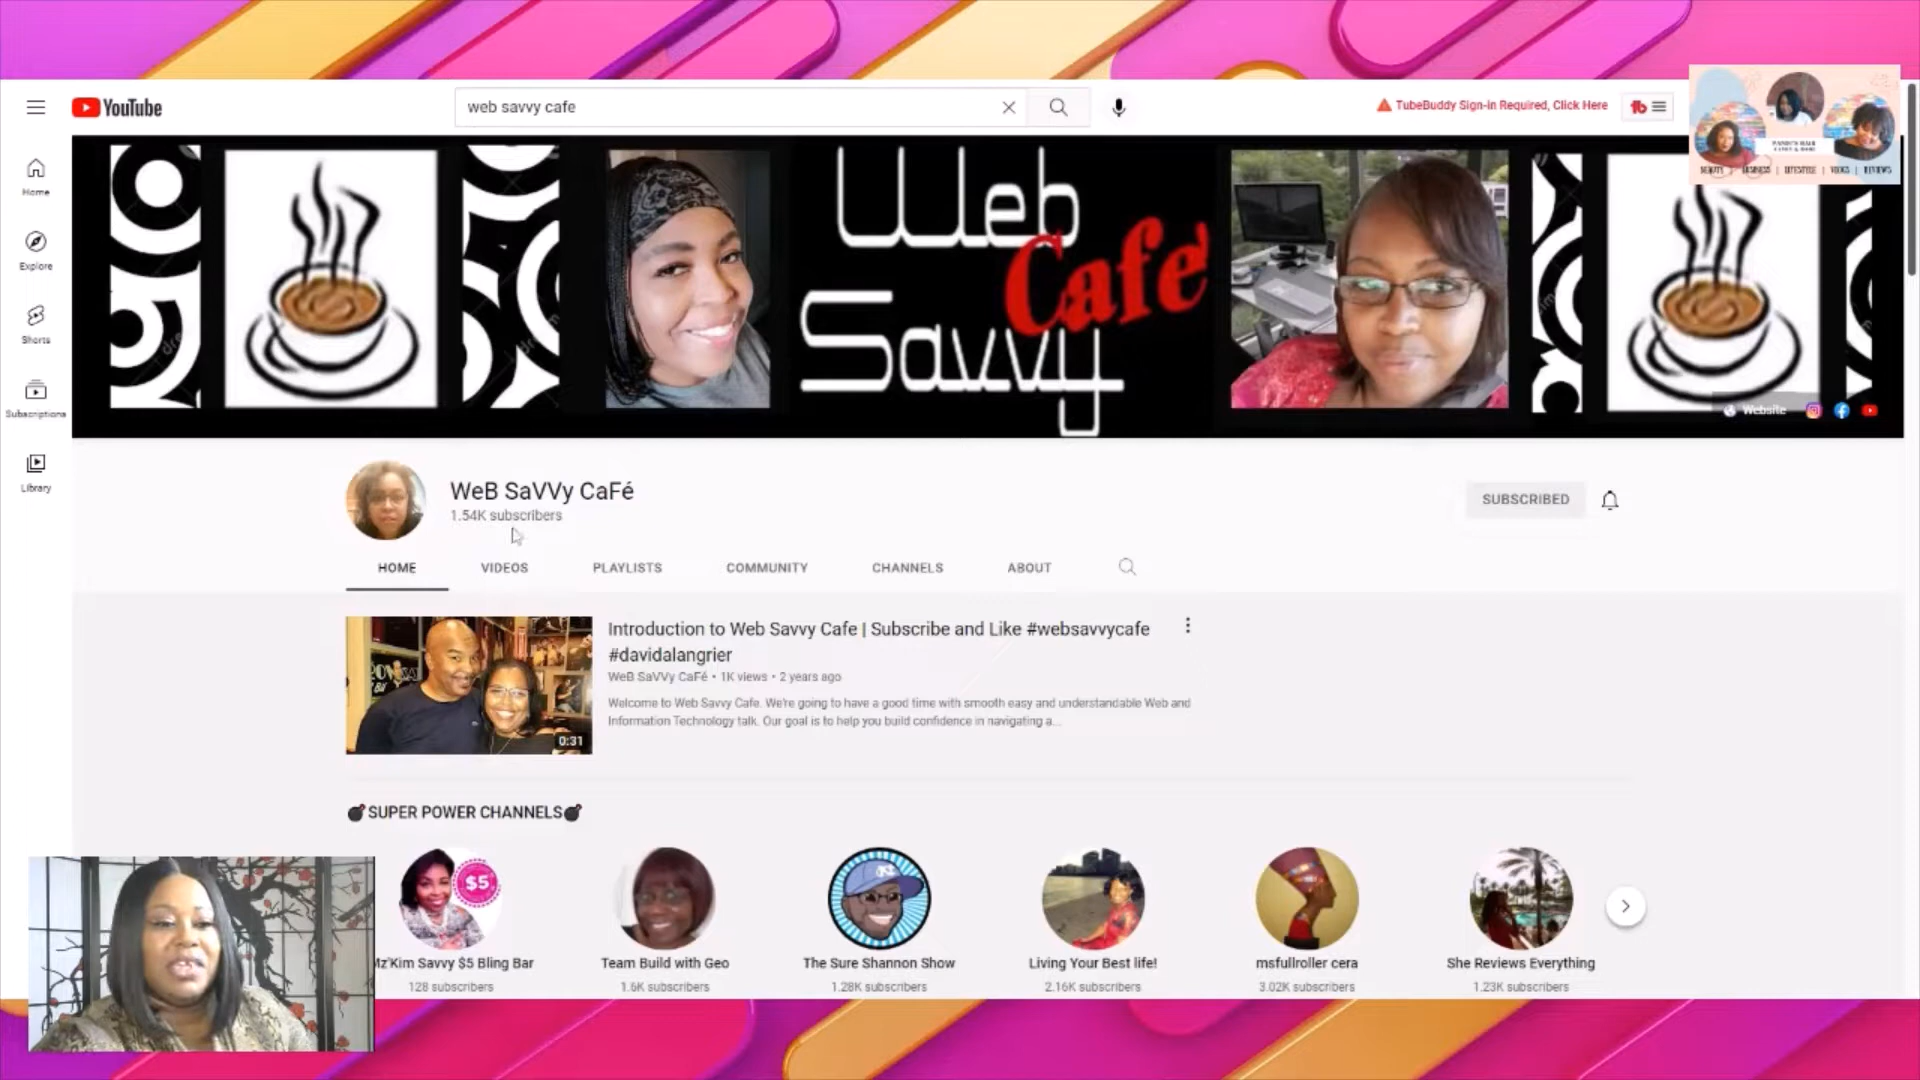 YouTube
web savvy cafe
TubeBuddy Sign-in Required, Click Here
tb
Home
Explore
Shorts
Subscriptions
Library
Web
Cafe
Savvy
LIFESTYLE | VLOGS | REVIEWS
Website
WeB SaVVy CaFé
1.54K subscribers
SUBSCRIBED
HOME
VIDEOS
PLAYLISTS
COMMUNITY
CHANNELS
ABOUT
Introduction to Web Savvy Cafe | Subscribe and Like #websavvycafe
#davidalangrier
WeB SaVVy CaFé • 1K views • 2 years ago
Welcome to Web Savvy Cafe. We're going to have a good time with smooth easy and understandable Web and
Information Technology talk. Our goal is to help you build confidence in navigating a...
0:31
💣SUPER POWER CHANNELS💣
$5
Mz'Kim Savvy $5 Bling Bar
128 subscribers
Team Build with Geo
1.6K subscribers
The Sure Shannon Show
1.28K subscribers
Living Your Best life!
2.16K subscribers
msfullroller cera
3.02K subscribers
She Reviews Everything
1.23K subscribers